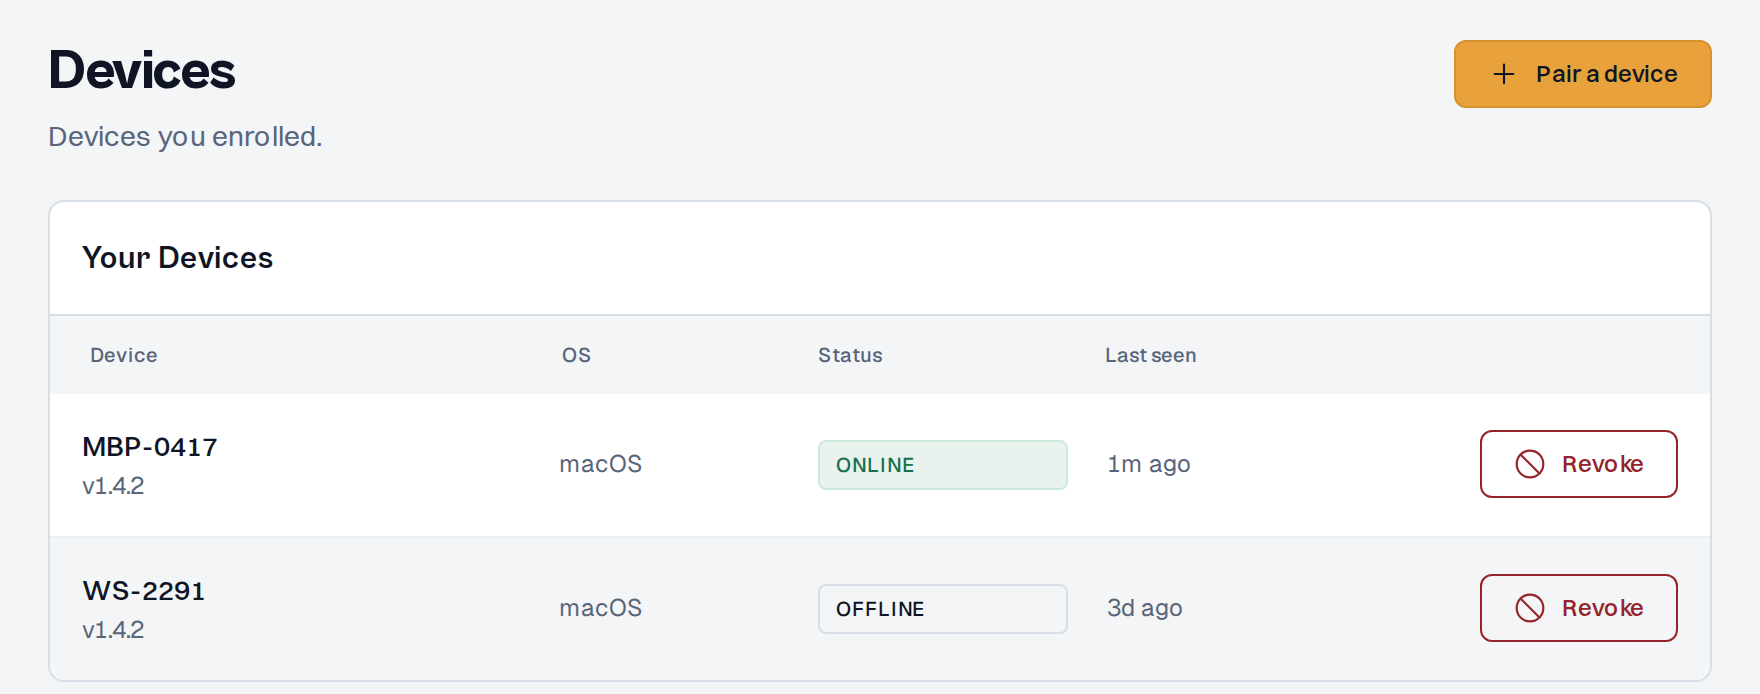 Devices
Pair a device
Devices you enrolled.
Your Devices
Device OS Status Last seen
MBP-0417
v1.4.2
macOS ONLINE 1m ago Revoke
WS-2291
v1.4.2
macOS OFFLINE 3d ago Revoke